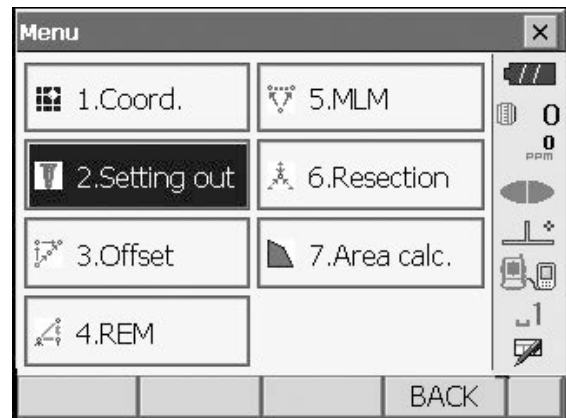 Menu
1.Coord.
5.MLM
2.Setting out
6.Resection
3.Offset
7.Area calc.
4.REM
0
0
PPM
1
BACK